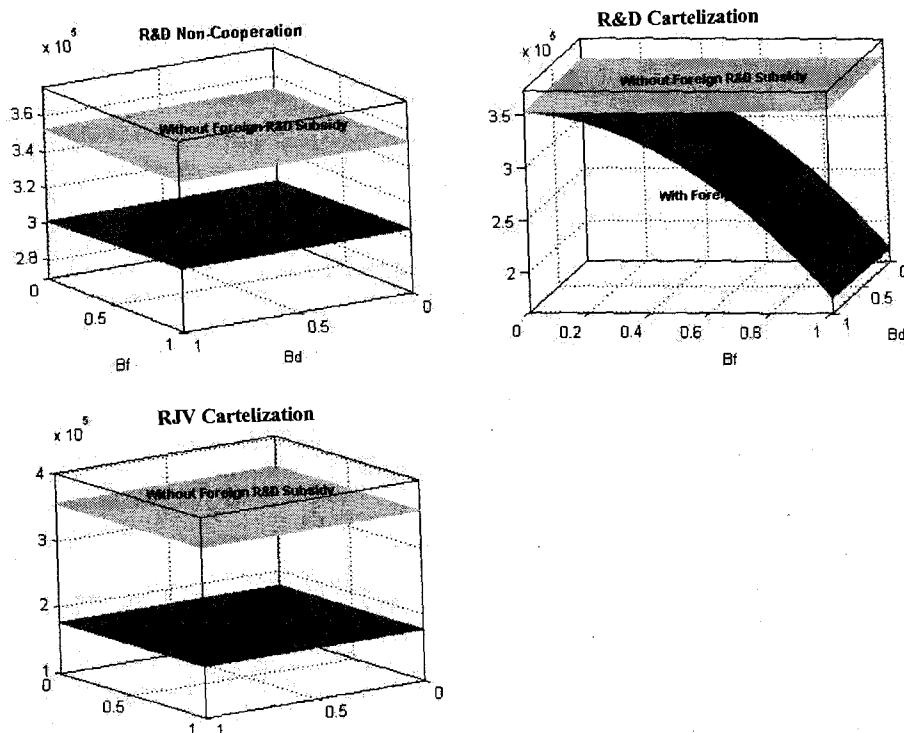 R&D Non-Cooperation
x 10^5
Without Foreign R&D Subsidy
3.6
3.4
3.2
3
2.8
0
0.5
1
1
0.5
0
Bf
Bd
R&D Cartelization
x 10^5
Without Foreign R&D Subsidy
With Foreig
3.5
3
2.5
2
0
0.2
0.4
0.6
0.8
1
1
0.5
0
Bf
Bd
RJV Cartelization
x 10^5
Without Foreign R&D Subsidy
4
3
2
1
0
0.5
1
1
0.5
0